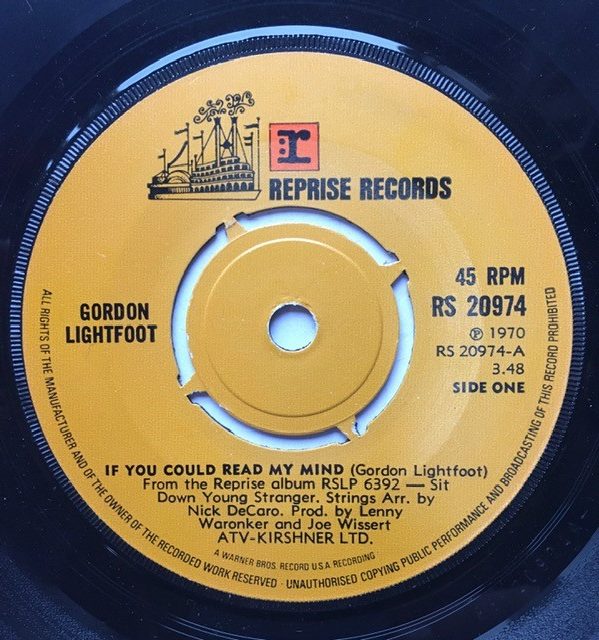 r
REPRISE RECORDS
GORDON
LIGHTFOOT
45 RPM
RS 20974
Ⓟ 1970
RS 20974-A
3.48
SIDE ONE
IF YOU COULD READ MY MIND (Gordon Lightfoot)
From the Reprise album RSLP 6392 — Sit
Down Young Stranger. Strings Arr. by
Nick DeCaro. Prod. by Lenny
Waronker and Joe Wissert
ATV-KIRSHNER LTD.
A WARNER BROS. RECORD U.S.A RECORDING
ALL RIGHTS OF THE MANUFACTURER AND OF THE OWNER OF THE RECORDED WORK RESERVED · UNAUTHORISED COPYING PUBLIC PERFORMANCE AND BROADCASTING OF THIS RECORD PROHIBITED